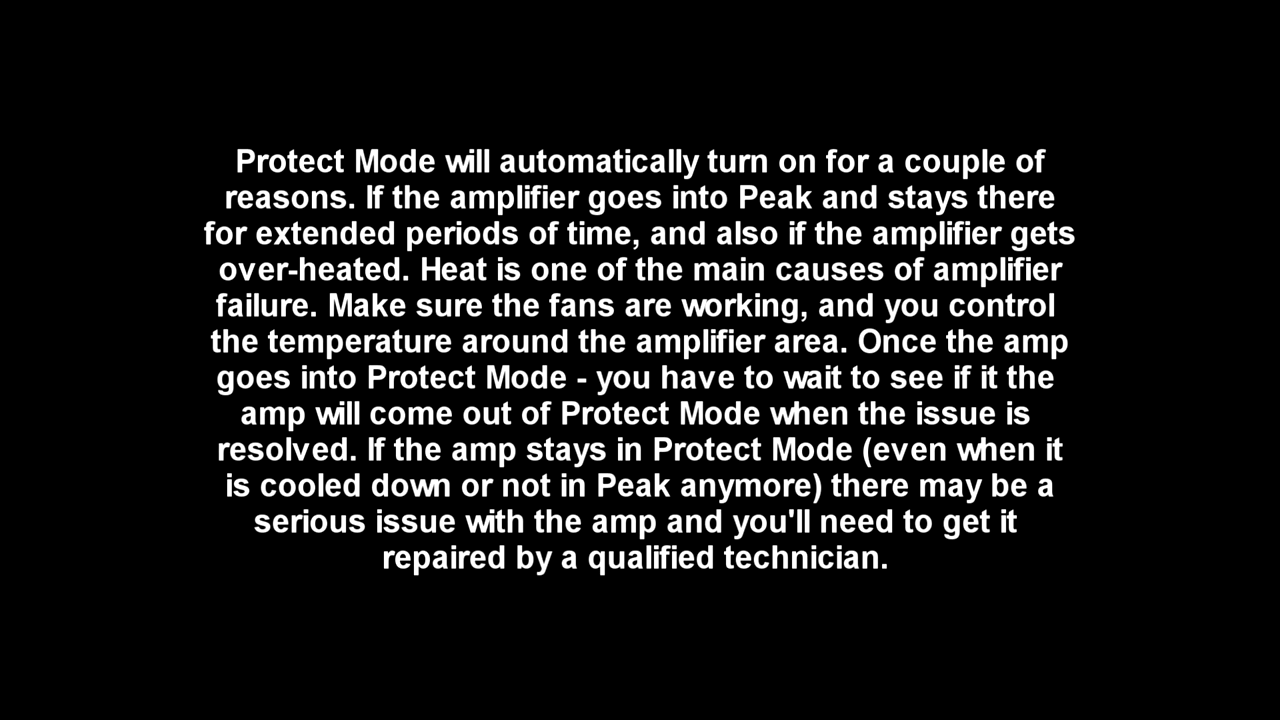 Protect Mode will automatically turn on for a couple of
reasons. If the amplifier goes into Peak and stays there
for extended periods of time, and also if the amplifier gets
over-heated. Heat is one of the main causes of amplifier
failure. Make sure the fans are working, and you control
the temperature around the amplifier area. Once the amp
goes into Protect Mode - you have to wait to see if it the
amp will come out of Protect Mode when the issue is
resolved. If the amp stays in Protect Mode (even when it
is cooled down or not in Peak anymore) there may be a
serious issue with the amp and you'll need to get it
repaired by a qualified technician.